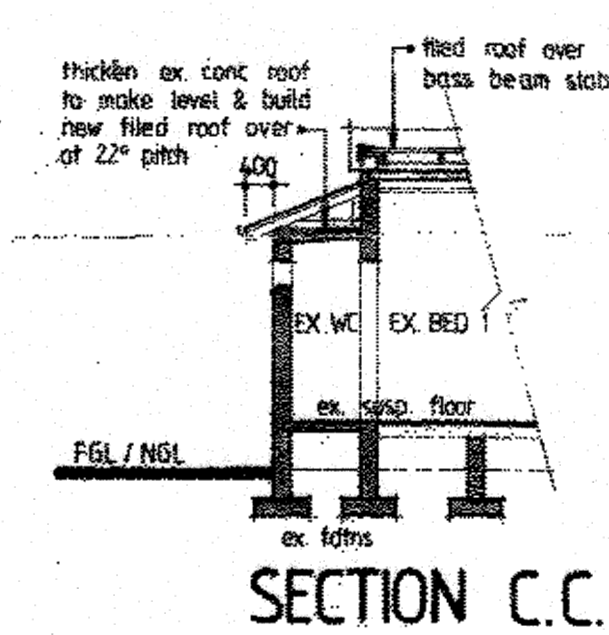 thicken ex. conc roof
to make level & build
new tiled roof over
at 22° pitch
tiled roof over
bass beam slab
400
EX. WC
EX. BED 1
ex. susp. floor
FGL / NGL
ex. fdtns
SECTION C.C.